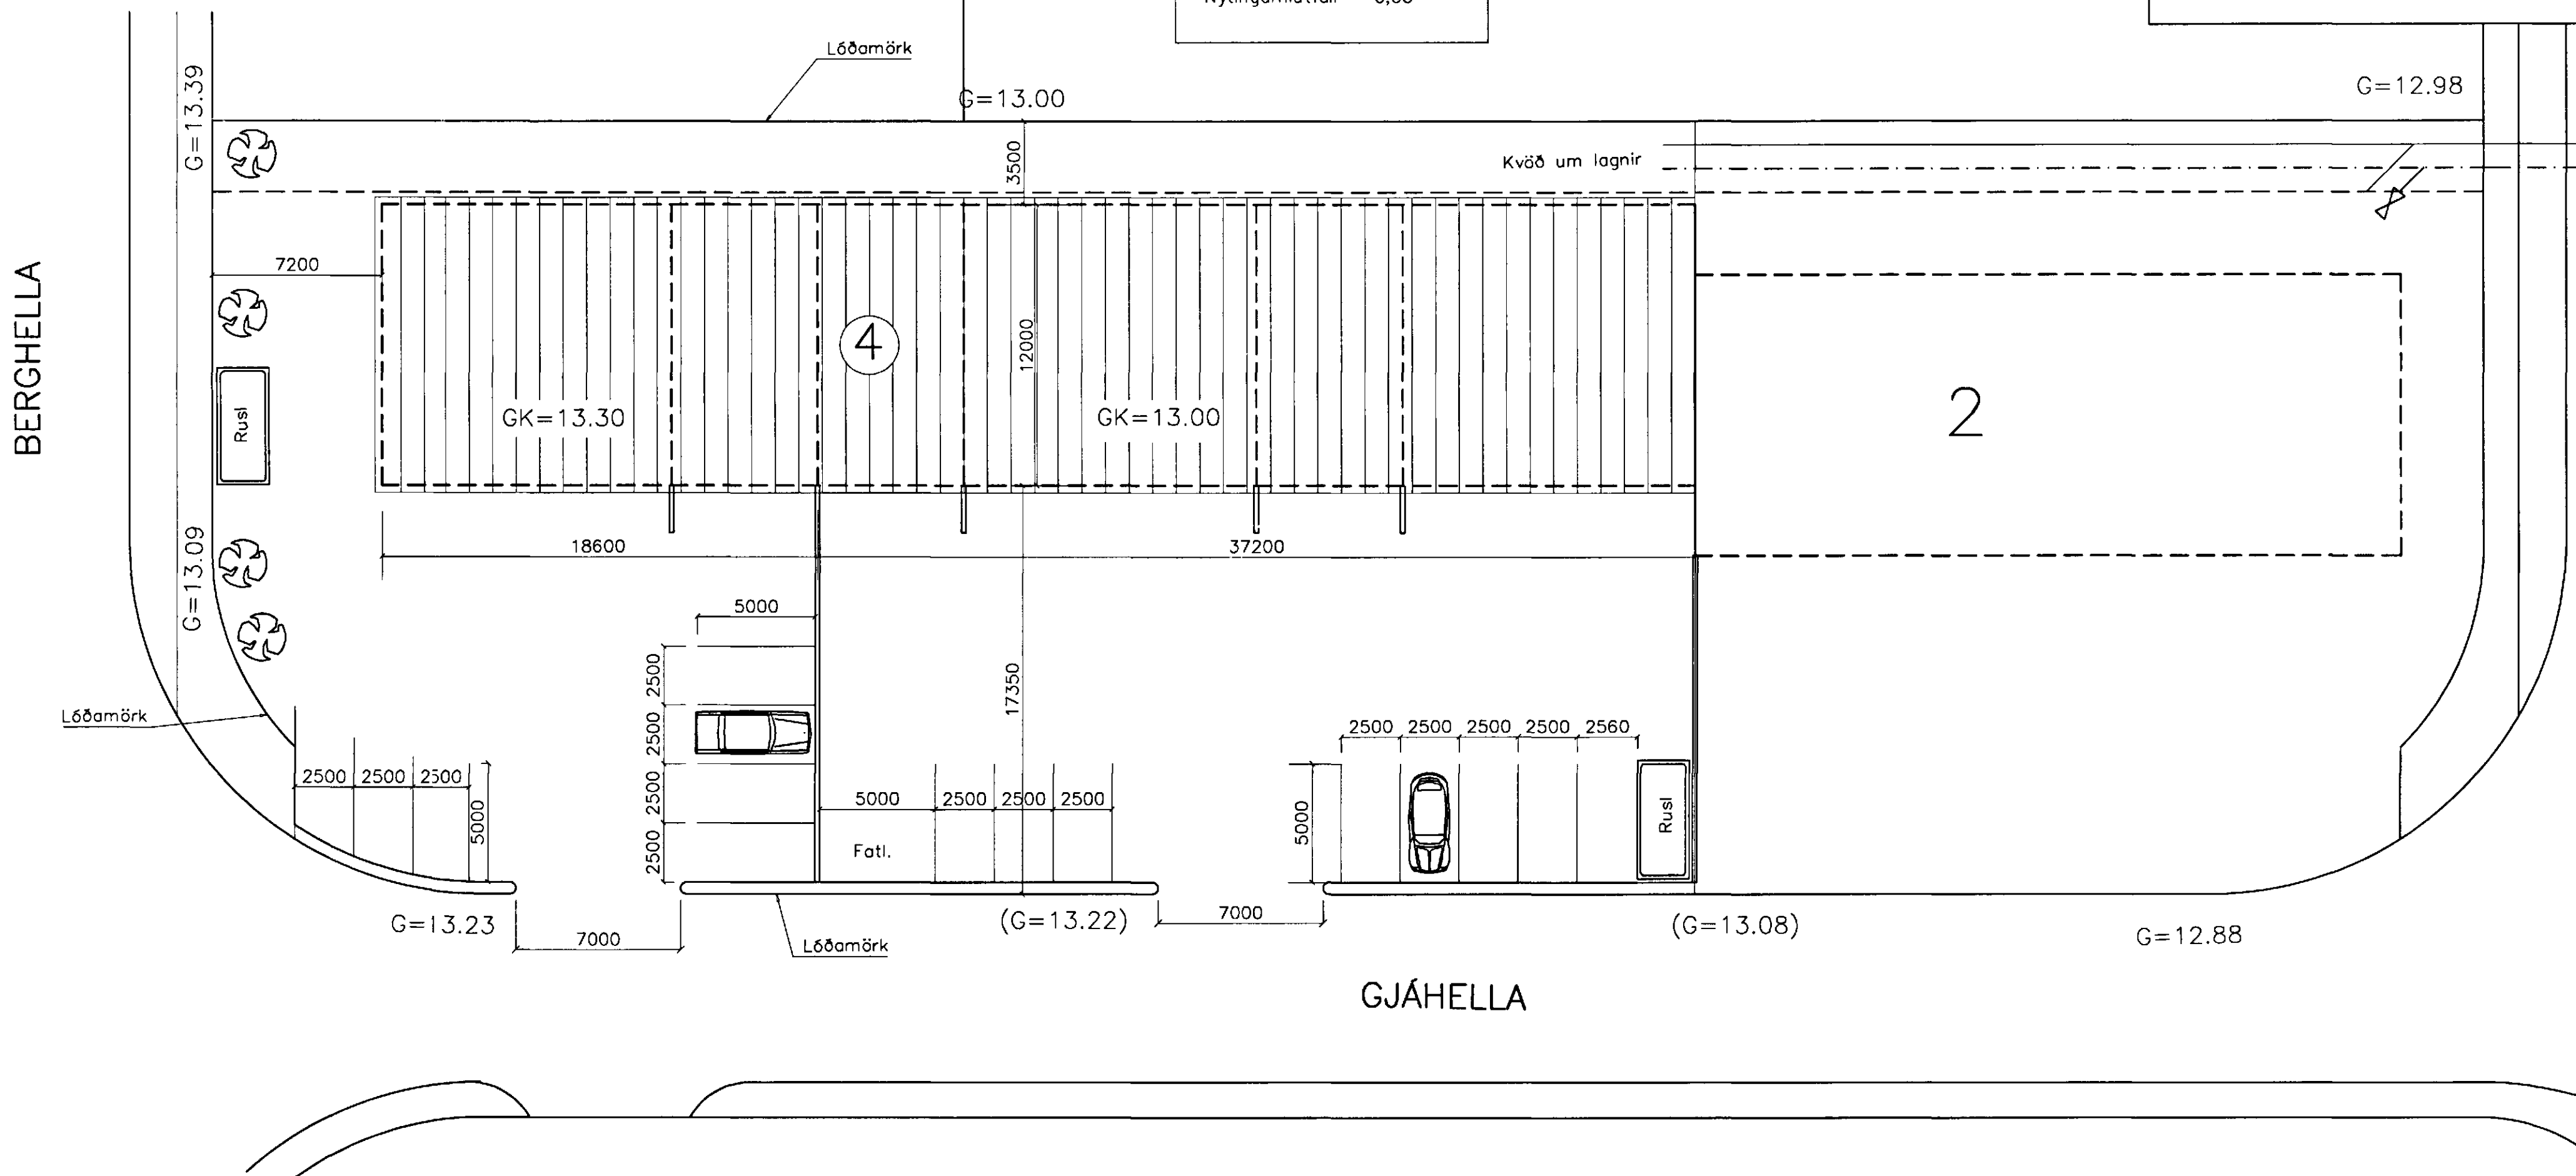 Lóðamörk
G=13.39
G=13.00
G=12.98
3500
Kvöð um lagnir
7200
BERGHELLA
4
12000
Rusl
GK=13.30
GK=13.00
2
G=13.09
18600
37200
5000
2500
2500
2500
2500
17350
Lóðamörk
2500 2500 2500
5000
5000 2500 2500 2500
Fatl.
2500 2500 2500 2500 2560
5000
Rusl
G=13.23
7000
(G=13.22)
7000
(G=13.08)
G=12.88
Lóðamörk
GJÁHELLA